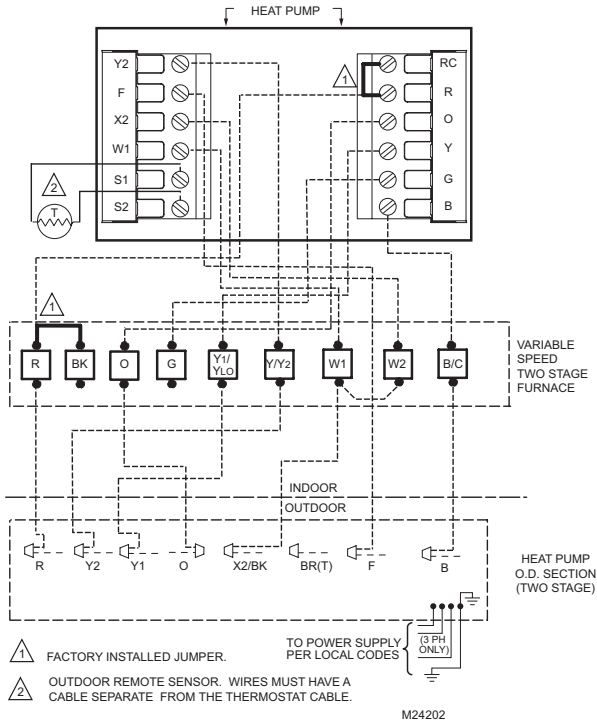 HEAT PUMP
Y2
F
X2
W1
S1
S2
RC
R
O
Y
G
B
1
2
T
1
R
BK
O
G
Y1/
YLO
Y/Y2
W1
W2
B/C
VARIABLE
SPEED
TWO STAGE
FURNACE
INDOOR
OUTDOOR
R
Y2
Y1
O
X2/BK
BR(T)
F
B
HEAT PUMP
O.D. SECTION
(TWO STAGE)
TO POWER SUPPLY
PER LOCAL CODES
(3 PH
ONLY)
1 FACTORY INSTALLED JUMPER.
2 OUTDOOR REMOTE SENSOR. WIRES MUST HAVE A
CABLE SEPARATE FROM THE THERMOSTAT CABLE.
M24202